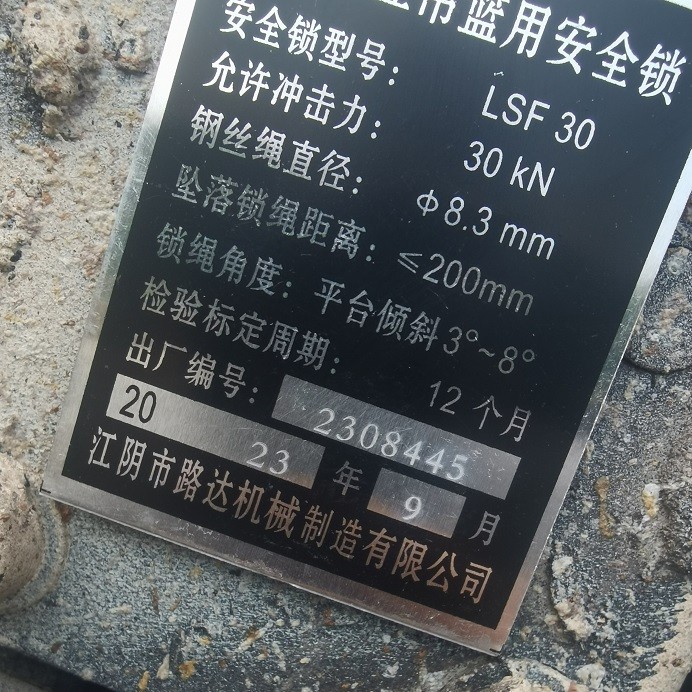 吊篮用安全锁
安全锁型号： LSF 30
允许冲击力： 30 kN
钢丝绳直径： Φ8.3 mm
坠落锁绳距离： ≤200mm
锁绳角度：平台倾斜3°~8°
检验标定周期： 12 个月
出厂编号： 2308445
20 23 年 9 月
江阴市路达机械制造有限公司